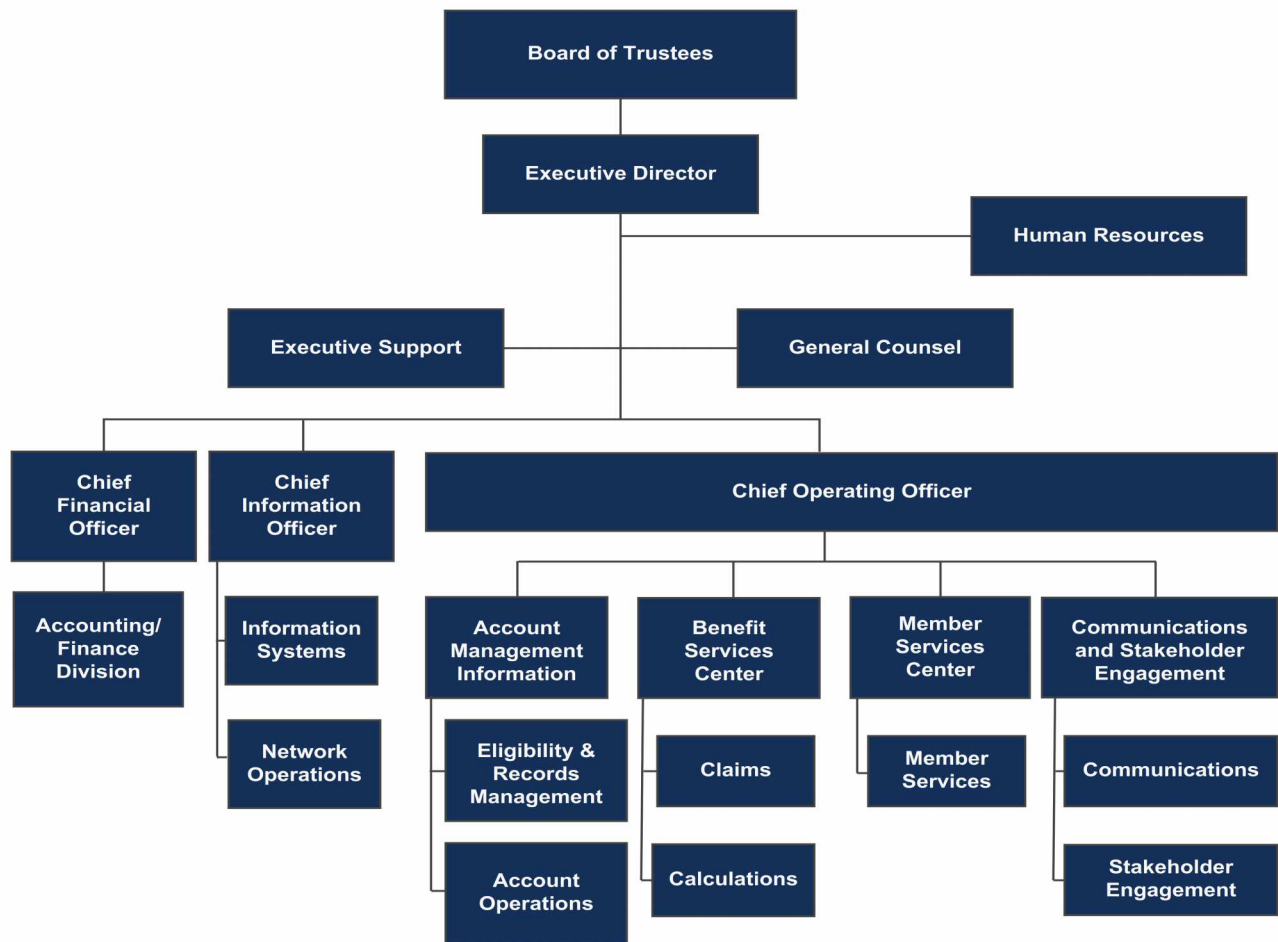 Board of Trustees
Executive Director
Human Resources
Executive Support
General Counsel
Chief
Financial
Officer
Chief
Information
Officer
Chief Operating Officer
Accounting/
Finance
Division
Information
Systems
Account
Management
Information
Benefit
Services
Center
Member
Services
Center
Communications
and Stakeholder
Engagement
Network
Operations
Eligibility &
Records
Management
Claims
Member
Services
Communications
Account
Operations
Calculations
Stakeholder
Engagement